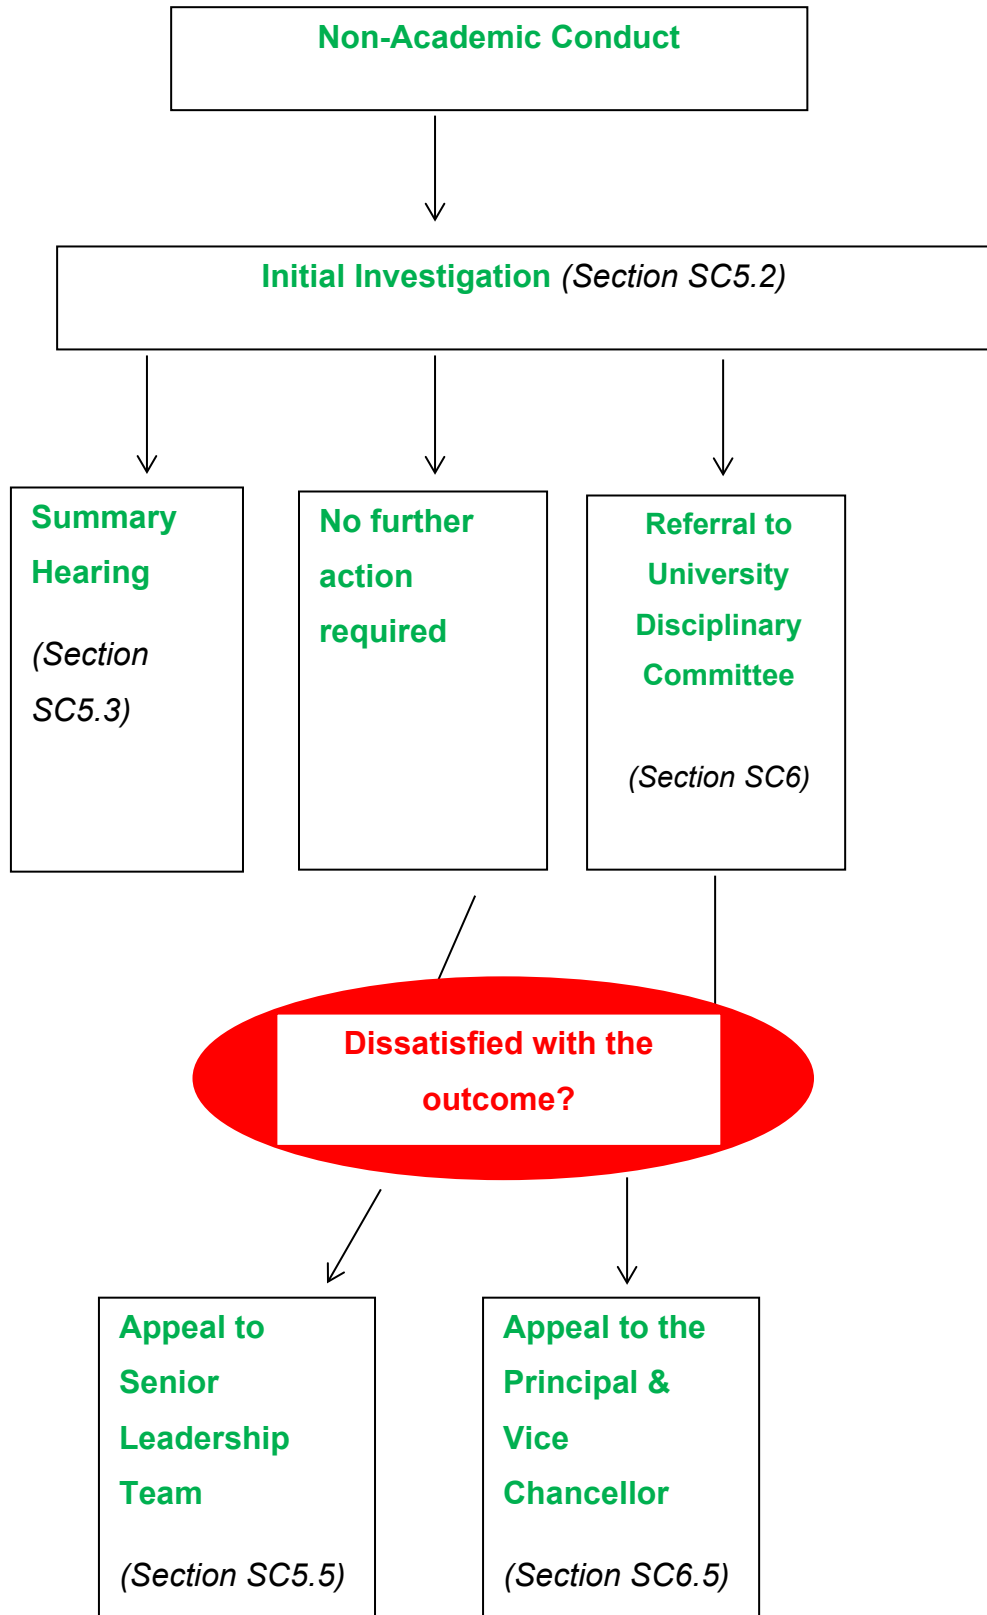 Non-Academic Conduct
Initial Investigation (Section SC5.2)
Summary
Hearing
(Section
SC5.3)
No further
action
required
Referral to
University
Disciplinary
Committee
(Section SC6)
Dissatisfied with the
outcome?
Appeal to
Senior
Leadership
Team
(Section SC5.5)
Appeal to the
Principal &
Vice
Chancellor
(Section SC6.5)